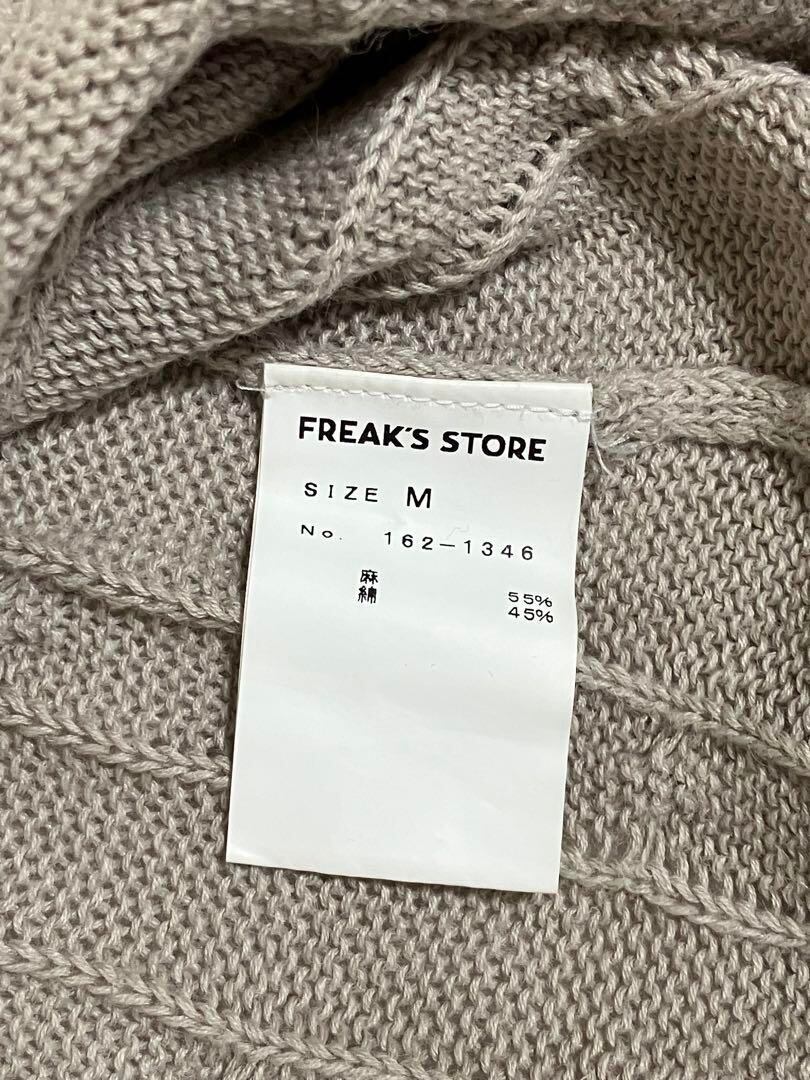 FREAK'S STORE
SIZE M
No. 162-1346
麻 55%
綿 45%